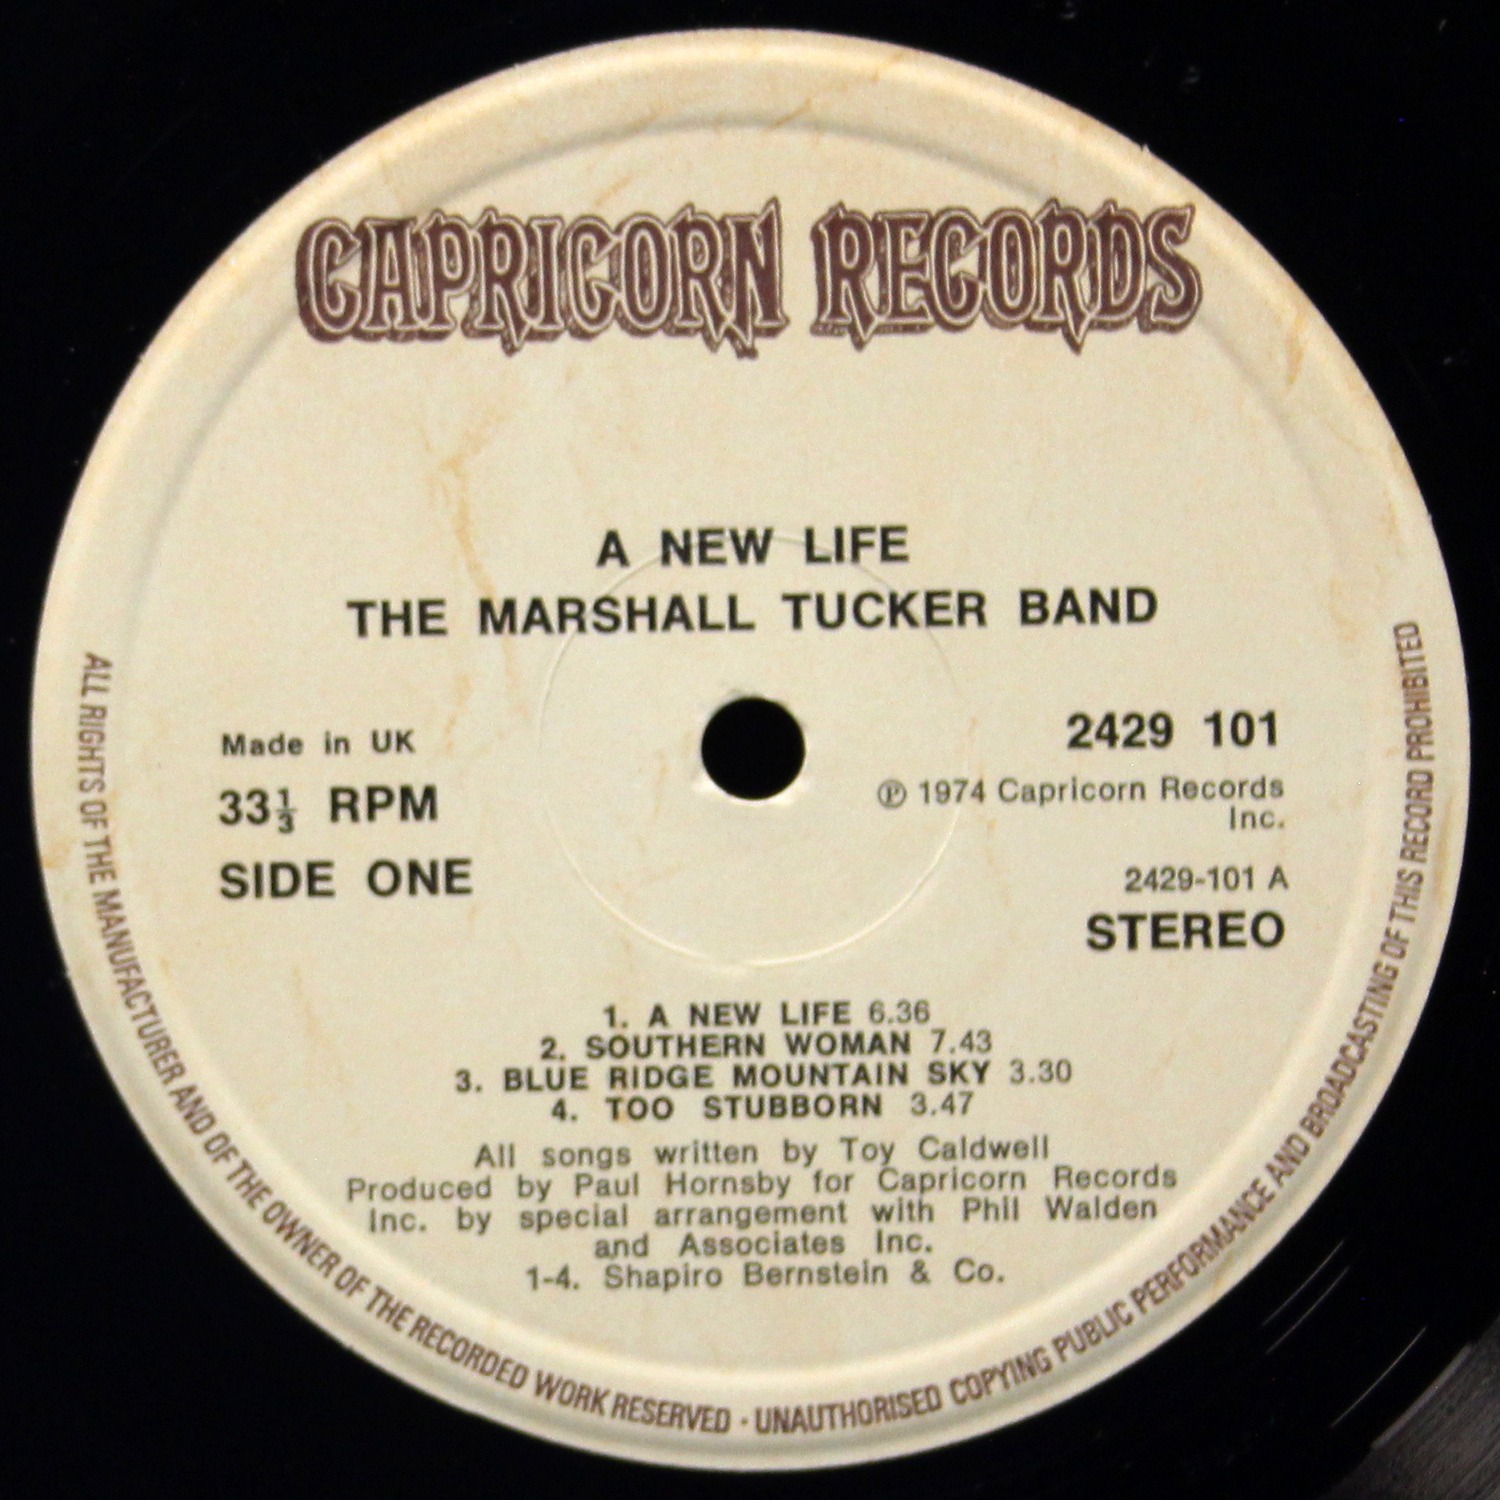 CAPRICORN RECORDS
A NEW LIFE
THE MARSHALL TUCKER BAND
Made in UK
33⅓ RPM
SIDE ONE
2429 101
℗ 1974 Capricorn Records
Inc.
2429-101 A
STEREO
1. A NEW LIFE 6.36
2. SOUTHERN WOMAN 7.43
3. BLUE RIDGE MOUNTAIN SKY 3.30
4. TOO STUBBORN 3.47
All songs written by Toy Caldwell
Produced by Paul Hornsby for Capricorn Records
Inc. by special arrangement with Phil Walden
and Associates Inc.
1-4. Shapiro Bernstein & Co.
ALL RIGHTS OF THE MANUFACTURER AND OF THE OWNER OF THE RECORDED WORK RESERVED · UNAUTHORISED COPYING PUBLIC PERFORMANCE AND BROADCASTING OF THIS RECORD PROHIBITED